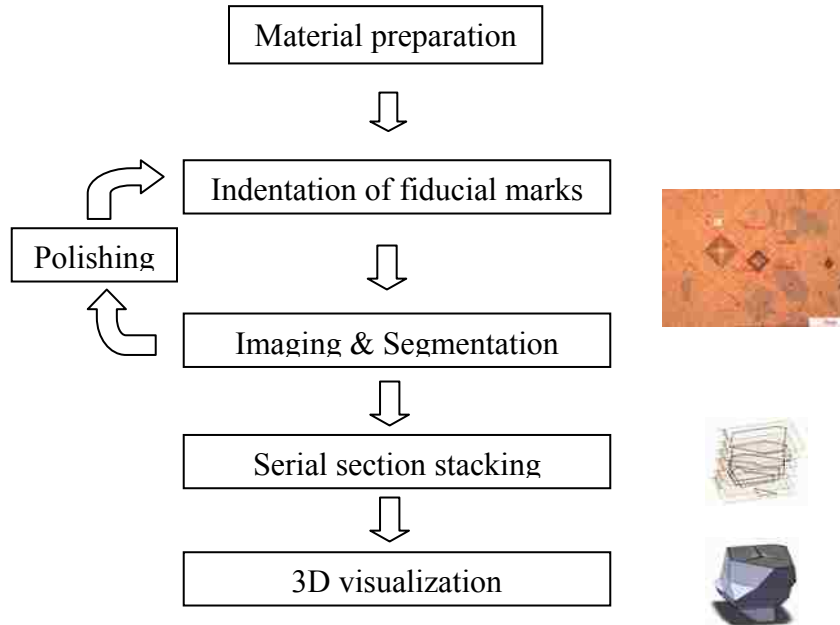 Material preparation
Indentation of fiducial marks
Polishing
Imaging & Segmentation
Serial section stacking
3D visualization